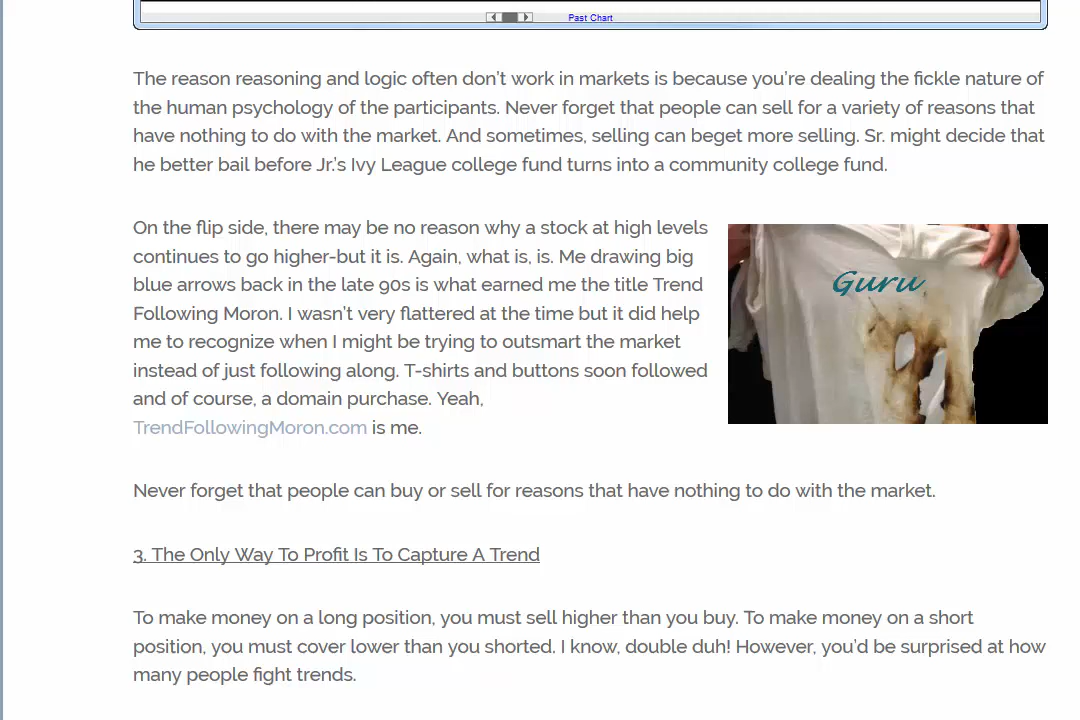 Past Chart
The reason reasoning and logic often don't work in markets is because you're dealing the fickle nature of
the human psychology of the participants. Never forget that people can sell for a variety of reasons that
have nothing to do with the market. And sometimes, selling can beget more selling. Sr. might decide that
he better bail before Jr.'s Ivy League college fund turns into a community college fund.
On the flip side, there may be no reason why a stock at high levels
continues to go higher-but it is. Again, what is, is. Me drawing big
blue arrows back in the late 90s is what earned me the title Trend
Following Moron. I wasn't very flattered at the time but it did help
me to recognize when I might be trying to outsmart the market
instead of just following along. T-shirts and buttons soon followed
and of course, a domain purchase. Yeah,
TrendFollowingMoron.com is me.
Guru
Never forget that people can buy or sell for reasons that have nothing to do with the market.
3. The Only Way To Profit Is To Capture A Trend
To make money on a long position, you must sell higher than you buy. To make money on a short
position, you must cover lower than you shorted. I know, double duh! However, you'd be surprised at how
many people fight trends.